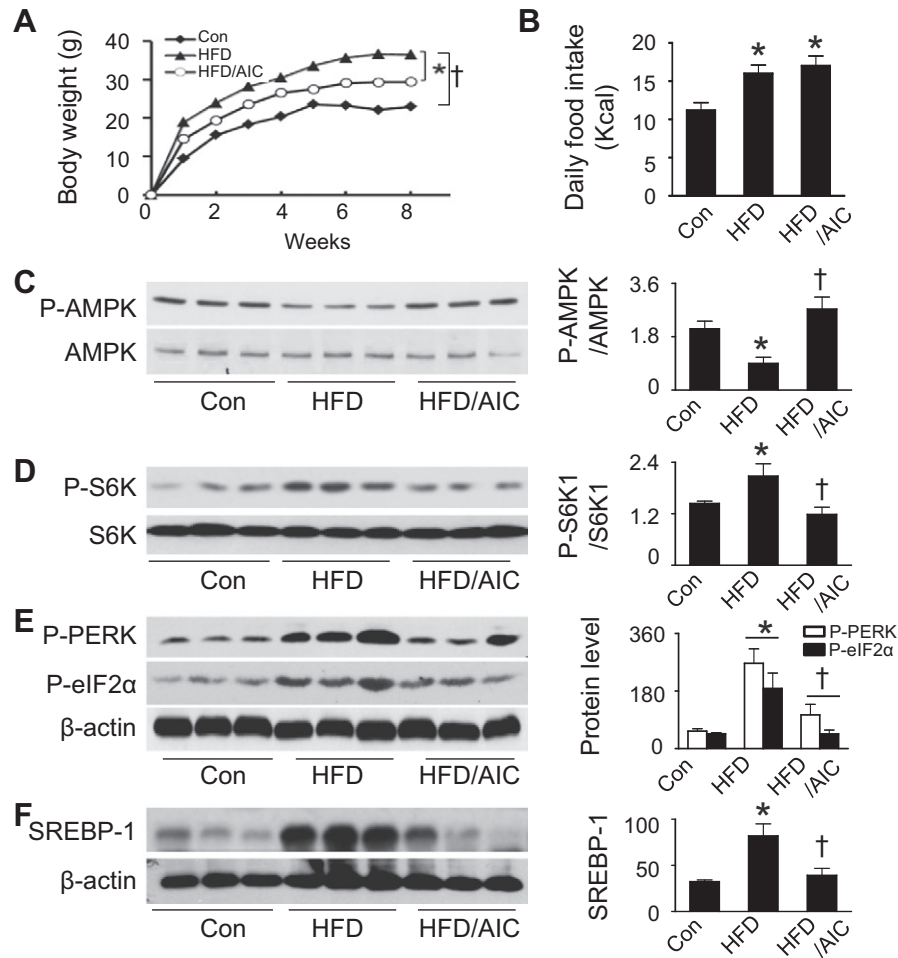 A
Body weight (g)
40
30
20
10
0
0 2 4 6 8
Weeks
Con
HFD
HFD/AIC
*
†
B
Daily food intake
(Kcal)
20
15
10
5
0
* *
Con HFD HFD
/AIC
C
P-AMPK
AMPK
Con HFD HFD/AIC
P-AMPK
/AMPK
3.6
1.8
0
* †
Con HFD HFD
/AIC
D
P-S6K
S6K
Con HFD HFD/AIC
P-S6K1
/S6K1
2.4
1.2
0
* †
Con HFD HFD
/AIC
E
P-PERK
P-eIF2α
β-actin
Con HFD HFD/AIC
Protein level
360
180
0
P-PERK
P-eIF2α
* †
Con HFD HFD
/AIC
F
SREBP-1
β-actin
Con HFD HFD/AIC
SREBP-1
100
50
0
* †
Con HFD HFD
/AIC